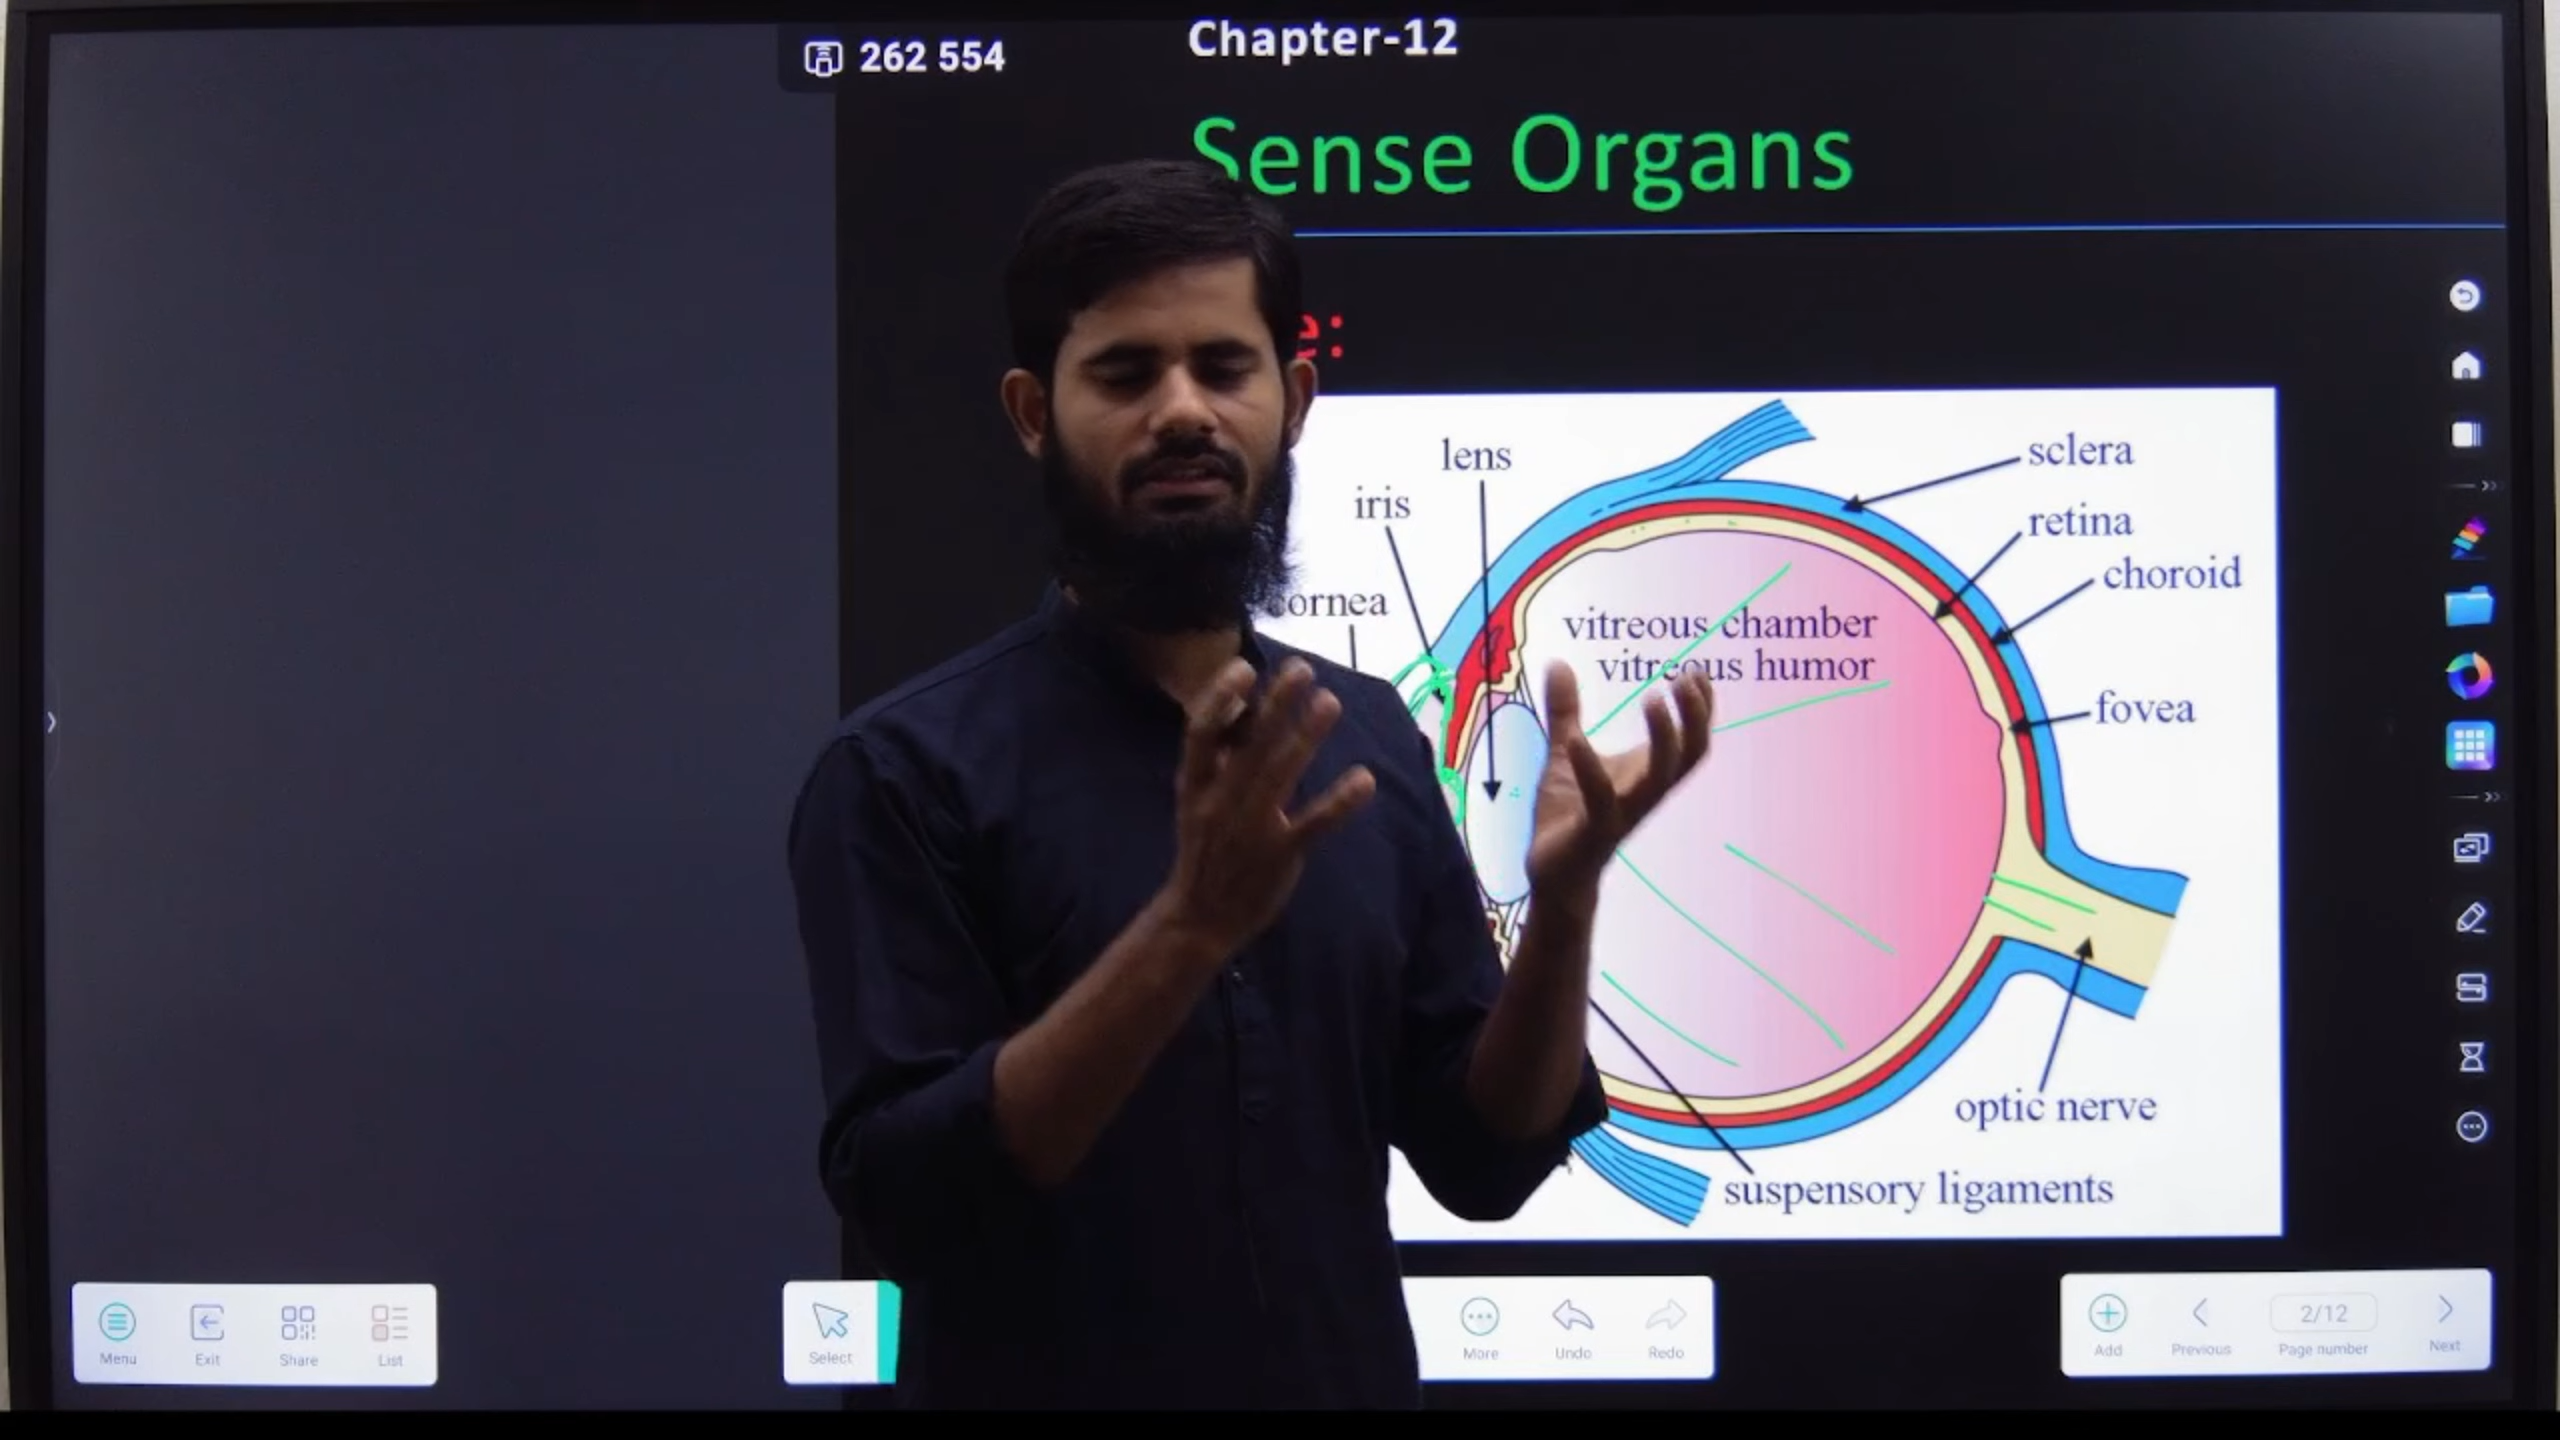 262 554
Chapter-12
Sense Organs
e:
lens
sclera
iris
retina
choroid
cornea
vitreous chamber
vitreous humor
fovea
optic nerve
suspensory ligaments
Menu
Exit
Share
List
Select
More
Undo
Redo
Add
Previous
2/12
Page number
Next